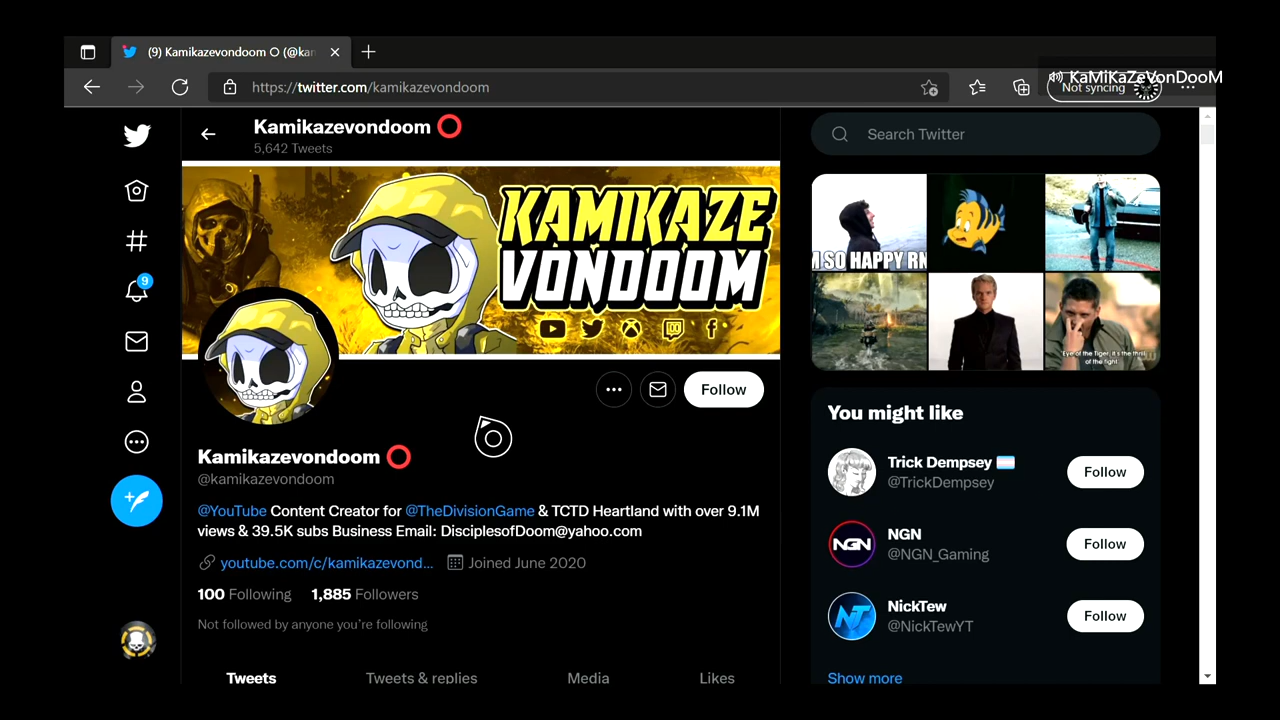 (9) Kamikazevondoom ⭕ (@kan
https://twitter.com/kamikazevondoom
KaMiKaZeVonDooM
Not syncing
Kamikazevondoom ⭕
5,642 Tweets
Search Twitter
KAMIKAZE
VONDOOM
M SO HAPPY RN
"Eye of the Tiger, it's the thrill
of the fight.
9
Follow
Kamikazevondoom ⭕
@kamikazevondoom
@YouTube Content Creator for @TheDivisionGame & TCTD Heartland with over 9.1M
views & 39.5K subs Business Email: DisciplesofDoom@yahoo.com
youtube.com/c/kamikazevond...
Joined June 2020
100 Following 1,885 Followers
Not followed by anyone you're following
Tweets Tweets & replies Media Likes
You might like
Trick Dempsey
@TrickDempsey
Follow
NGN
NGN
@NGN_Gaming
Follow
NT
NickTew
@NickTewYT
Follow
Show more